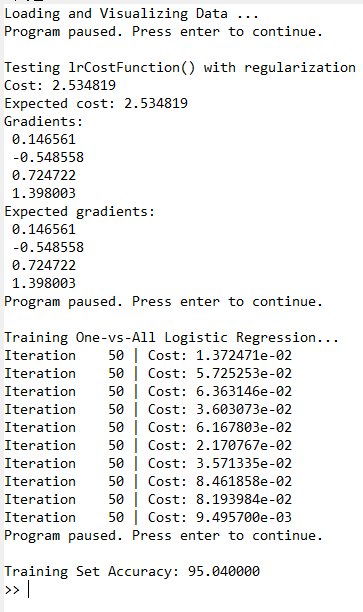 Loading and Visualizing Data ...
Program paused. Press enter to continue.
Testing lrCostFunction() with regularization
Cost: 2.534819
Expected cost: 2.534819
Gradients:
0.146561
-0.548558
0.724722
1.398003
Expected gradients:
0.146561
-0.548558
0.724722
1.398003
Program paused. Press enter to continue.
Training One-vs-All Logistic Regression...
Iteration    50 | Cost: 1.372471e-02
Iteration    50 | Cost: 5.725253e-02
Iteration    50 | Cost: 6.363146e-02
Iteration    50 | Cost: 3.603073e-02
Iteration    50 | Cost: 6.167803e-02
Iteration    50 | Cost: 2.170767e-02
Iteration    50 | Cost: 3.571335e-02
Iteration    50 | Cost: 8.461858e-02
Iteration    50 | Cost: 8.193984e-02
Iteration    50 | Cost: 9.495700e-03
Program paused. Press enter to continue.
Training Set Accuracy: 95.040000
>>